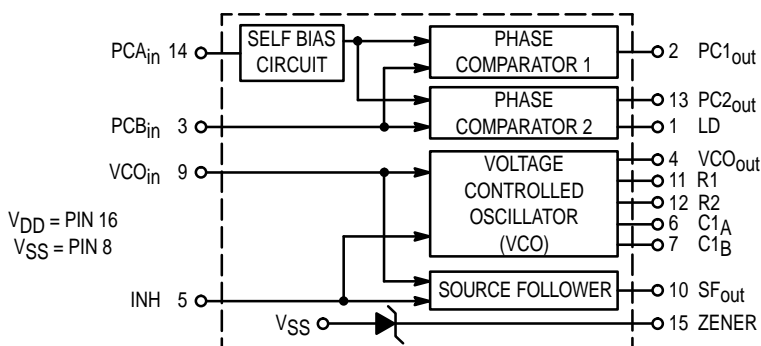 PCAin 14
SELF BIAS
CIRCUIT
PHASE
COMPARATOR 1
2 PC1out
PCBin 3
PHASE
COMPARATOR 2
13 PC2out
1 LD
VCOin 9
VOLTAGE
CONTROLLED
OSCILLATOR
(VCO)
4 VCOout
11 R1
12 R2
6 C1A
7 C1B
VDD = PIN 16
VSS = PIN 8
INH 5
SOURCE FOLLOWER
10 SFout
VSS
15 ZENER